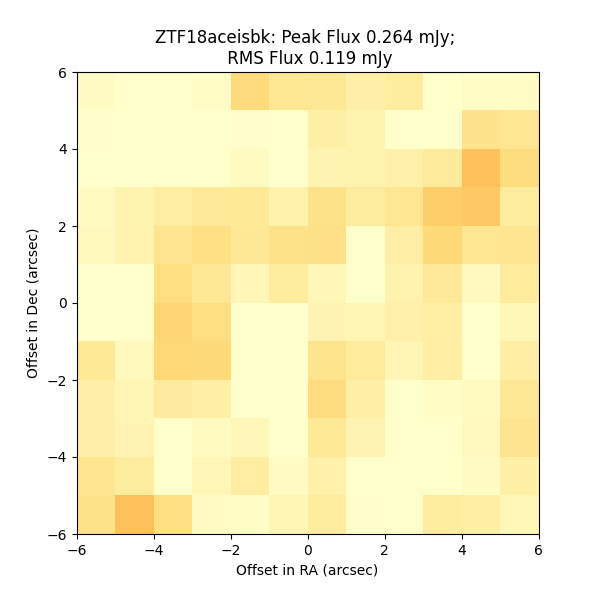 ZTF18aceisbk: Peak Flux 0.264 mJy;
RMS Flux 0.119 mJy
6
4
2
0
−2
−4
−6
Offset in Dec (arcsec)
−6 −4 −2 0 2 4 6
Offset in RA (arcsec)